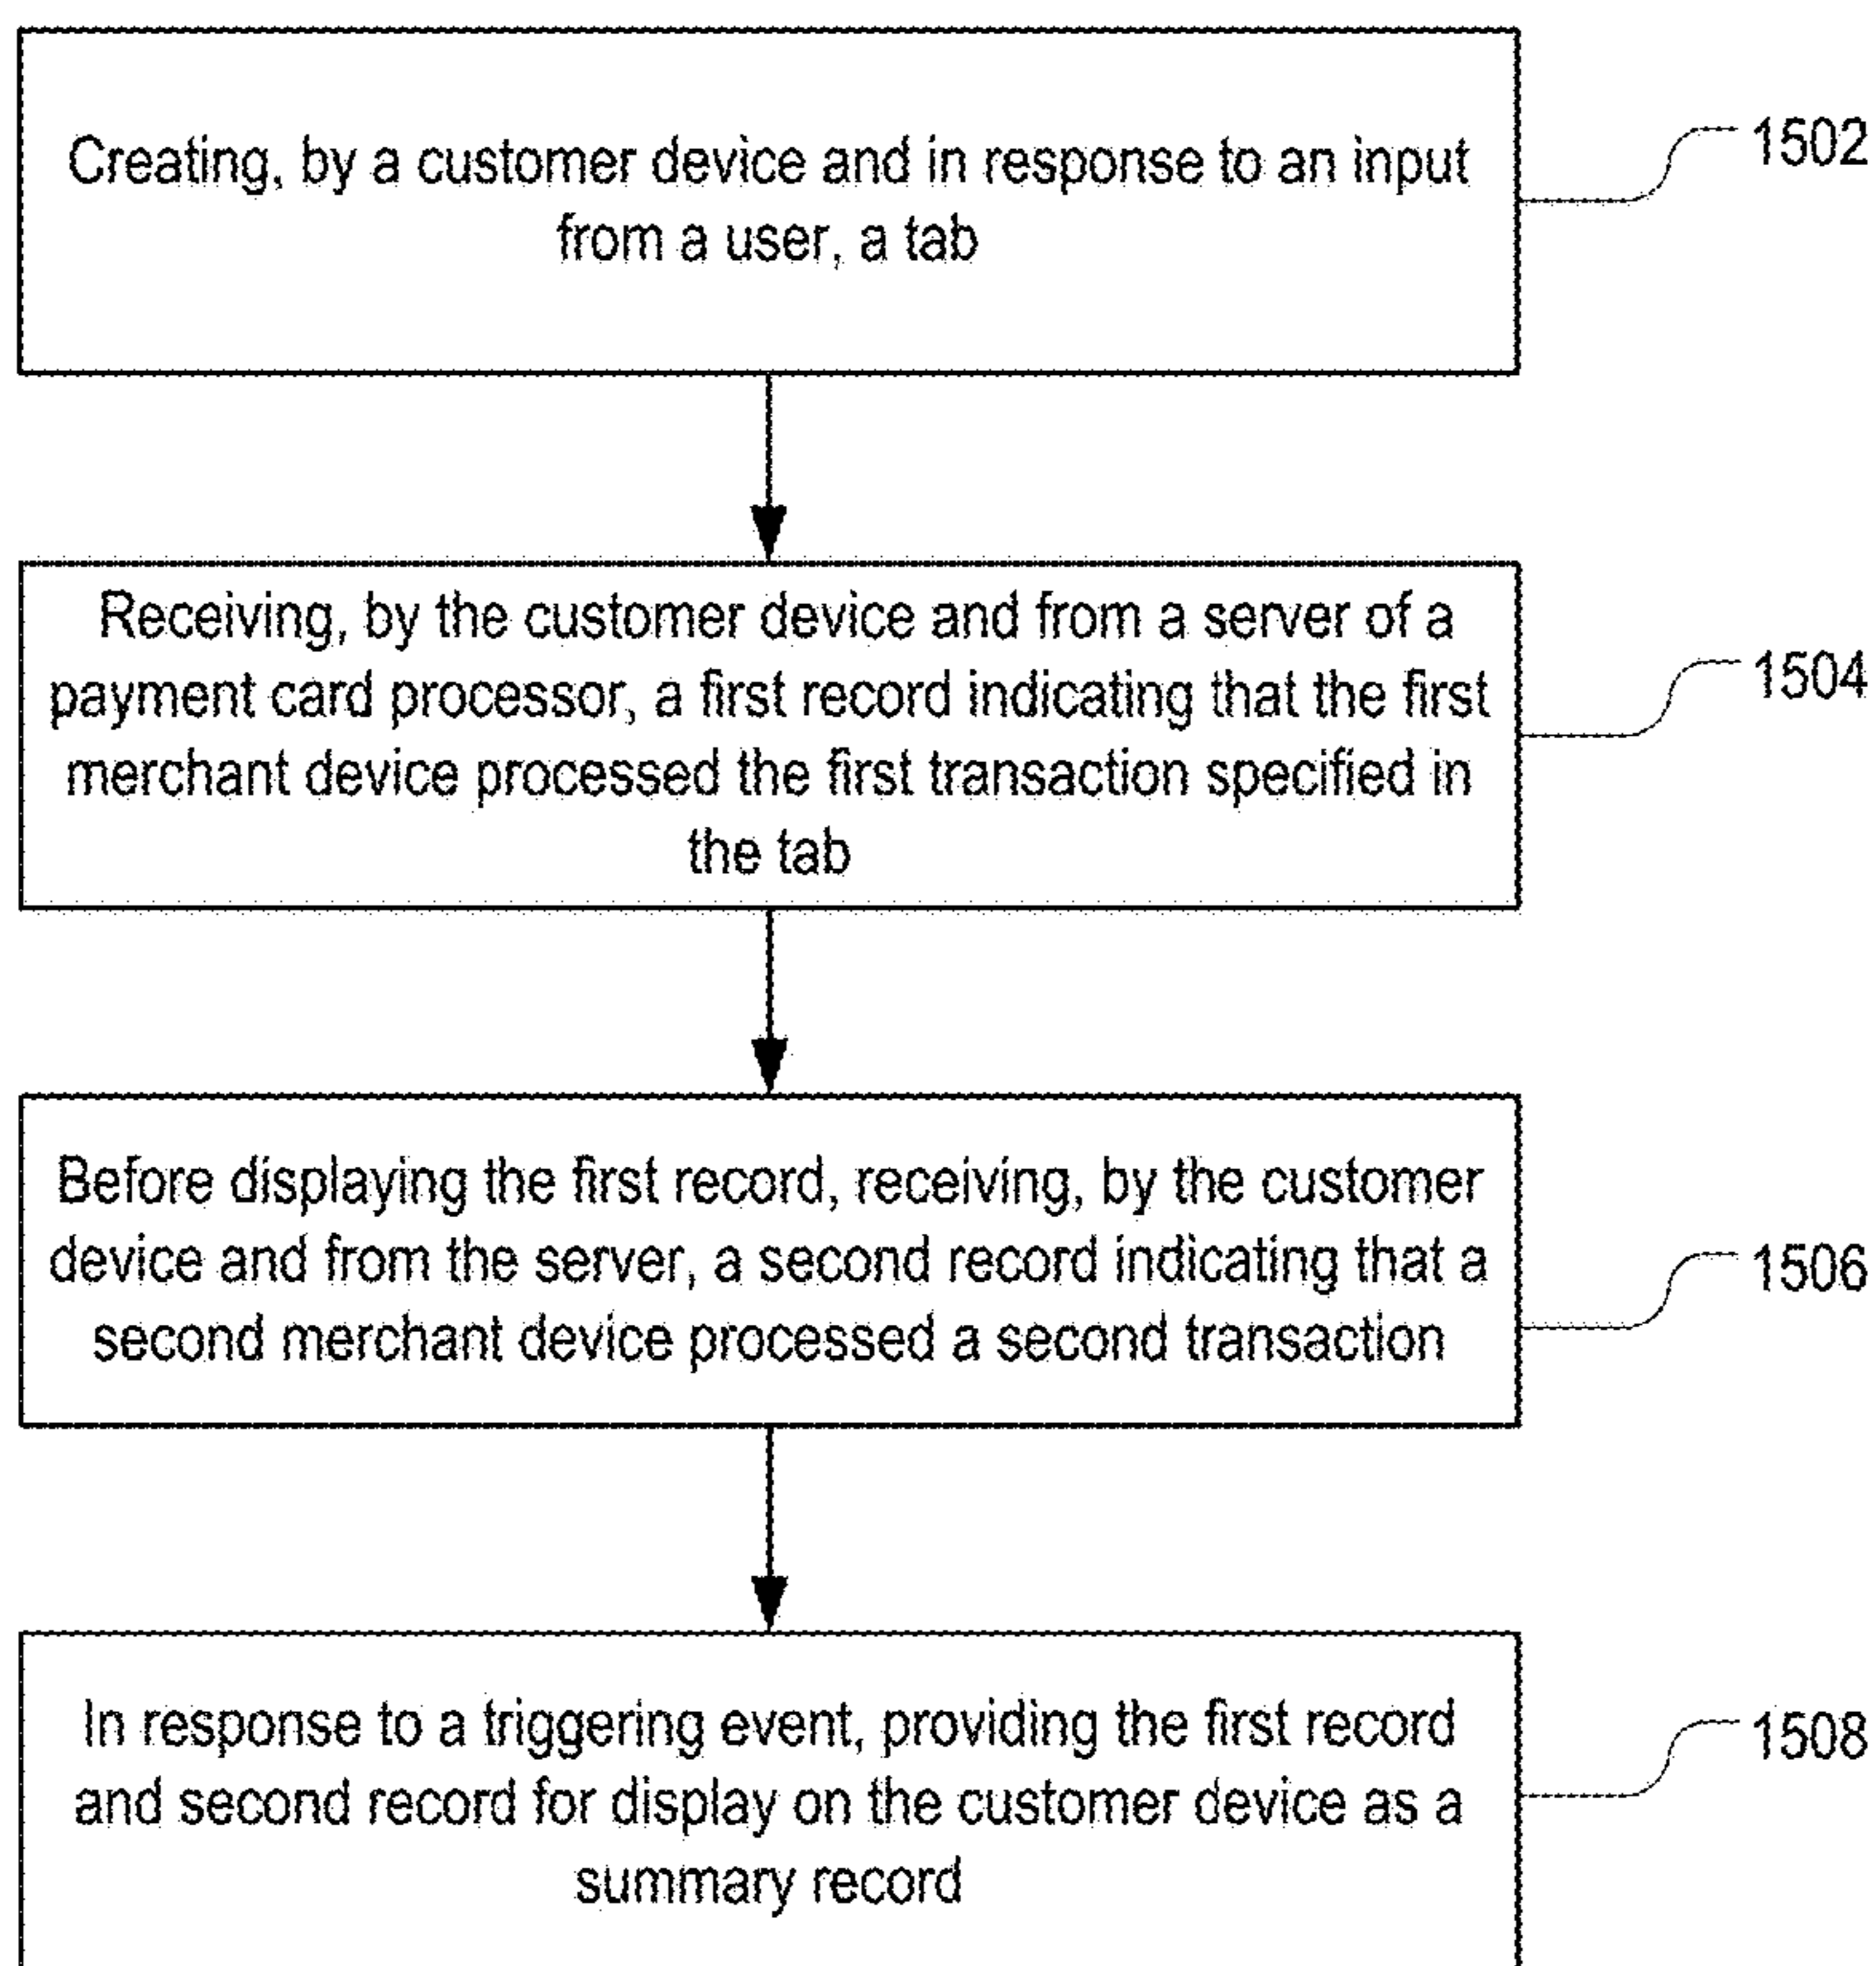 Creating, by a customer device and in response to an input
from a user, a tab
1502
Receiving, by the customer device and from a server of a
payment card processor, a first record indicating that the first
merchant device processed the first transaction specified in
the tab
1504
Before displaying the first record, receiving, by the customer
device and from the server, a second record indicating that a
second merchant device processed a second transaction
1506
In response to a triggering event, providing the first record
and second record for display on the customer device as a
summary record
1508